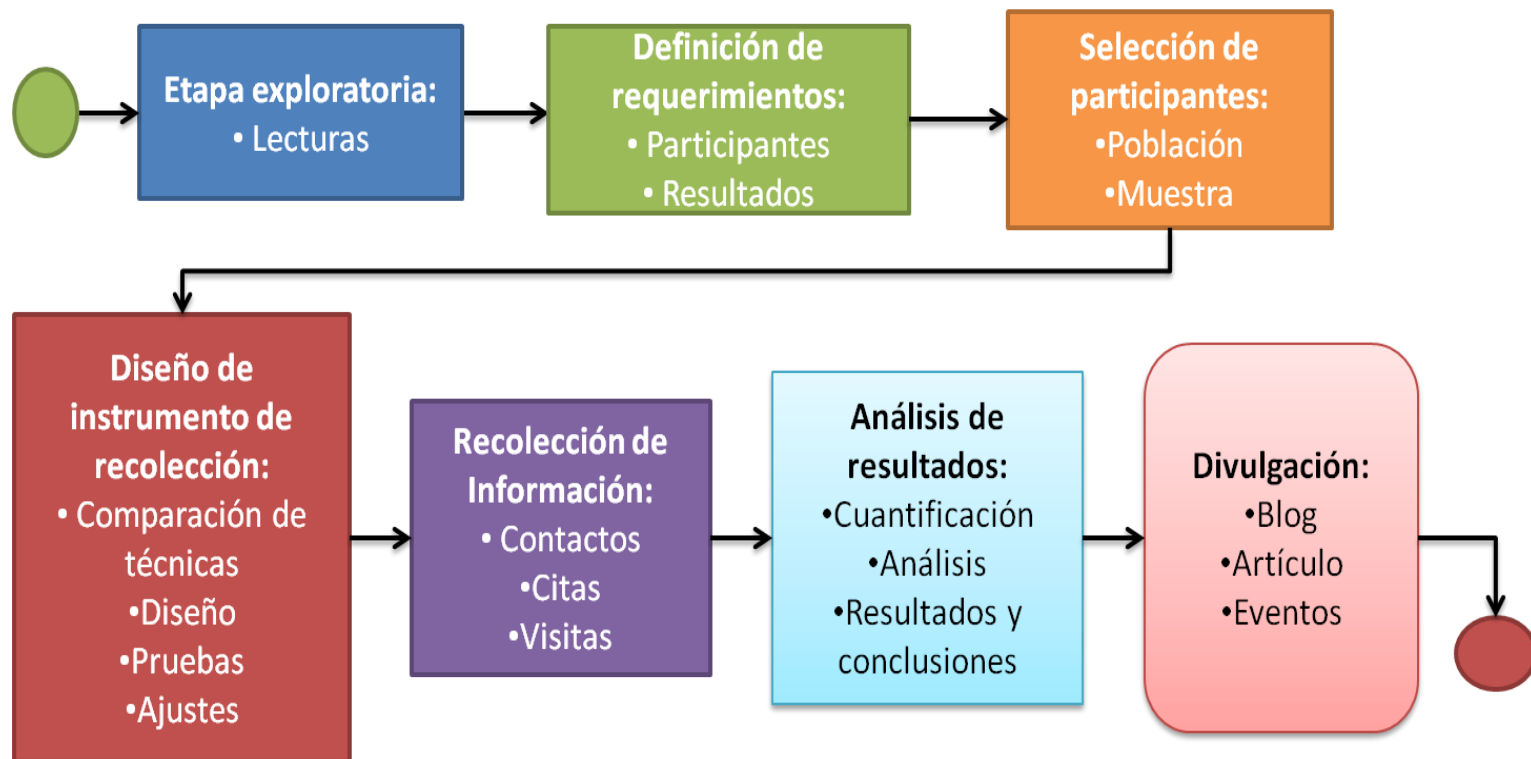 Etapa exploratoria:
• Lecturas
Definición de
requerimientos:
• Participantes
• Resultados
Selección de
participantes:
•Población
•Muestra
Diseño de
instrumento de
recolección:
• Comparación de
técnicas
•Diseño
•Pruebas
•Ajustes
Recolección de
Información:
• Contactos
•Citas
•Visitas
Análisis de
resultados:
•Cuantificación
•Análisis
•Resultados y
conclusiones
Divulgación:
•Blog
•Artículo
•Eventos